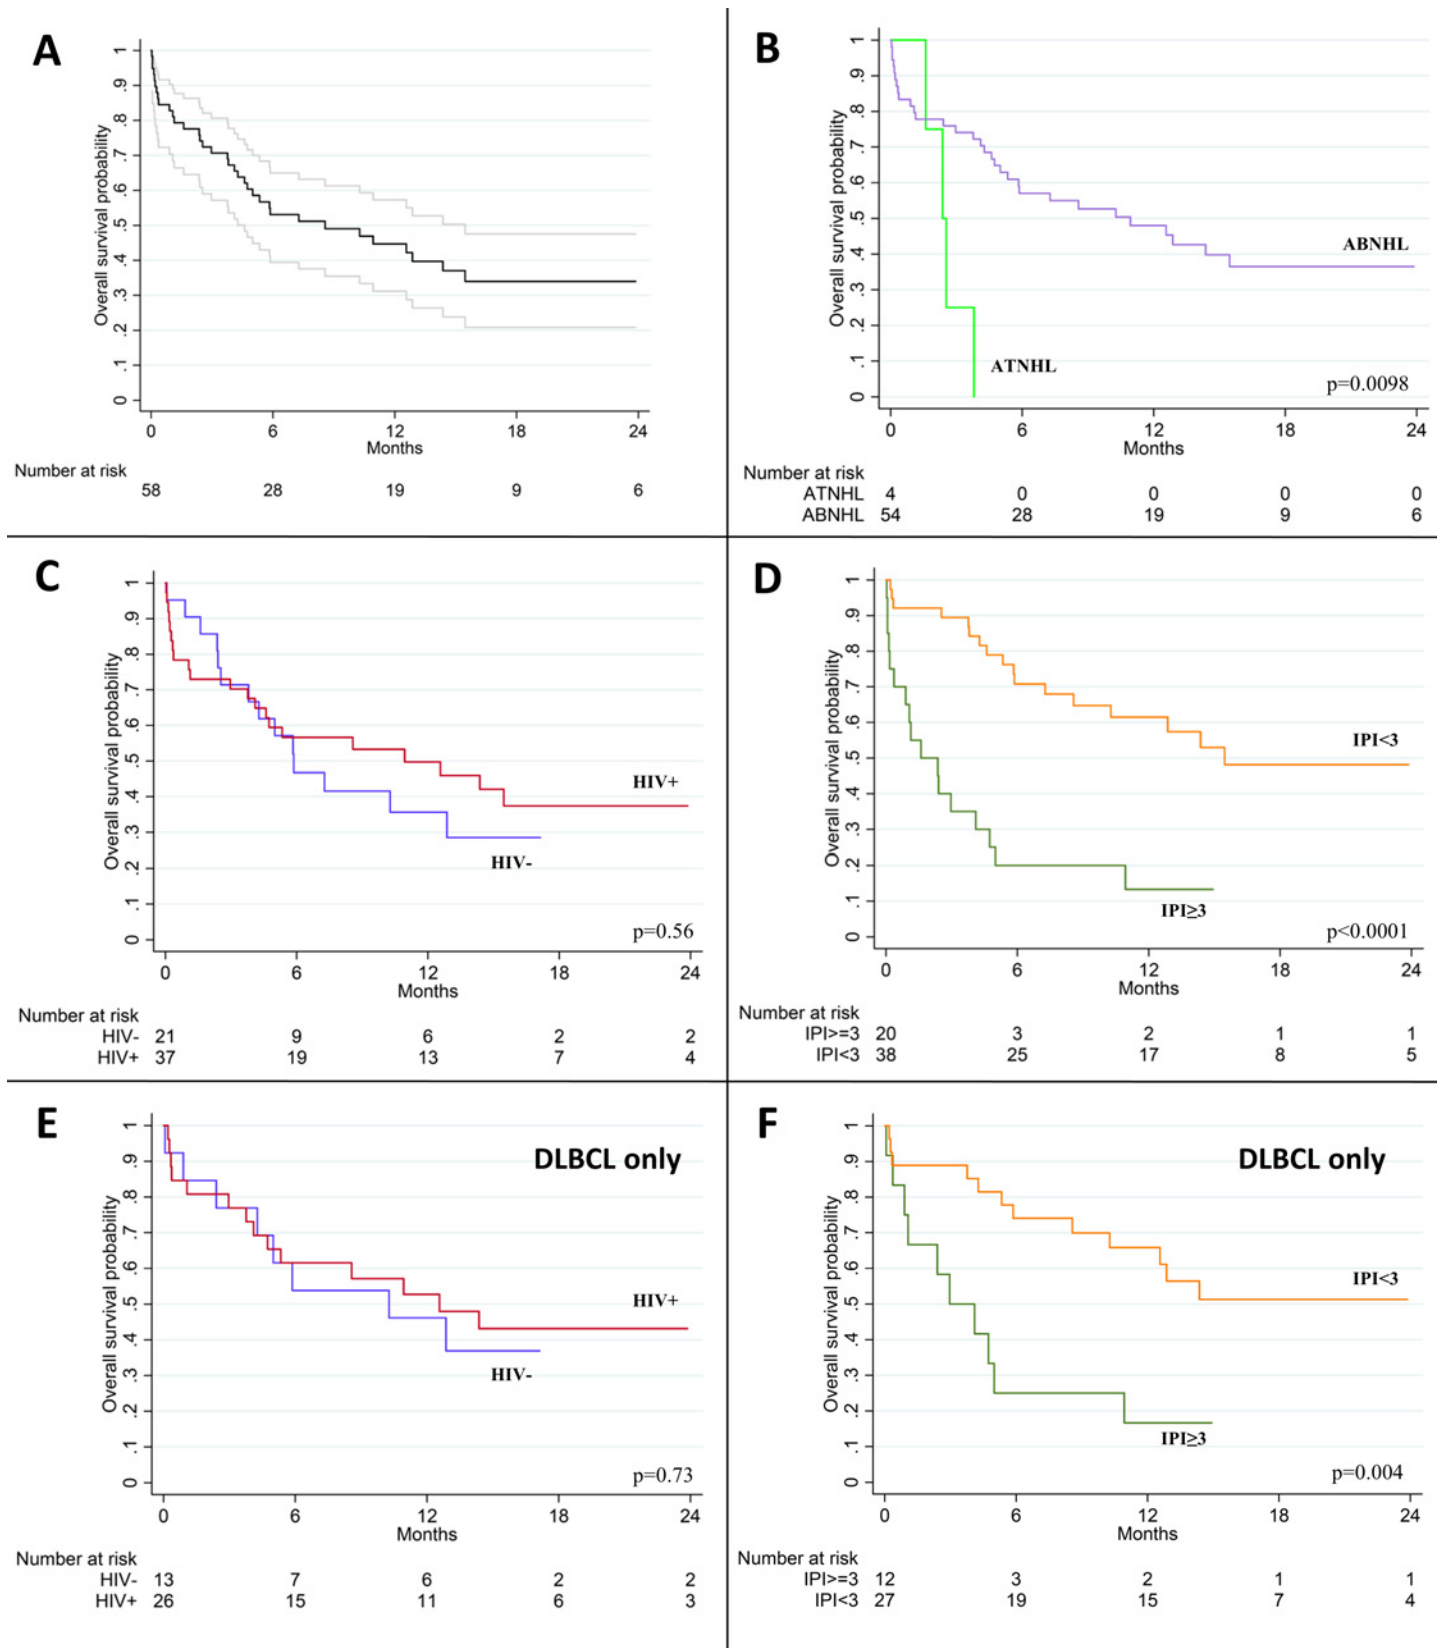 A
Overall survival probability
1
.9
.8
.7
.6
.5
.4
.3
.2
.1
0
0 6 12 18 24
Months
Number at risk
58 28 19 9 6
B
Overall survival probability
1
.9
.8
.7
.6
.5
.4
.3
.2
.1
0
ABNHL
ATNHL
p=0.0098
0 6 12 18 24
Months
Number at risk
ATNHL 4 0 0 0 0
ABNHL 54 28 19 9 6
C
Overall survival probability
1
.9
.8
.7
.6
.5
.4
.3
.2
.1
0
HIV+
HIV-
p=0.56
0 6 12 18 24
Months
Number at risk
HIV- 21 9 6 2 2
HIV+ 37 19 13 7 4
D
Overall survival probability
1
.9
.8
.7
.6
.5
.4
.3
.2
.1
0
IPI<3
IPI≥3
p<0.0001
0 6 12 18 24
Months
Number at risk
IPI>=3 20 3 2 1 1
IPI<3 38 25 17 8 5
E
DLBCL only
Overall survival probability
1
.9
.8
.7
.6
.5
.4
.3
.2
.1
0
HIV+
HIV-
p=0.73
0 6 12 18 24
Months
Number at risk
HIV- 13 7 6 2 2
HIV+ 26 15 11 6 3
F
DLBCL only
Overall survival probability
1
.9
.8
.7
.6
.5
.4
.3
.2
.1
0
IPI<3
IPI≥3
p=0.004
0 6 12 18 24
Months
Number at risk
IPI>=3 12 3 2 1 1
IPI<3 27 19 15 7 4